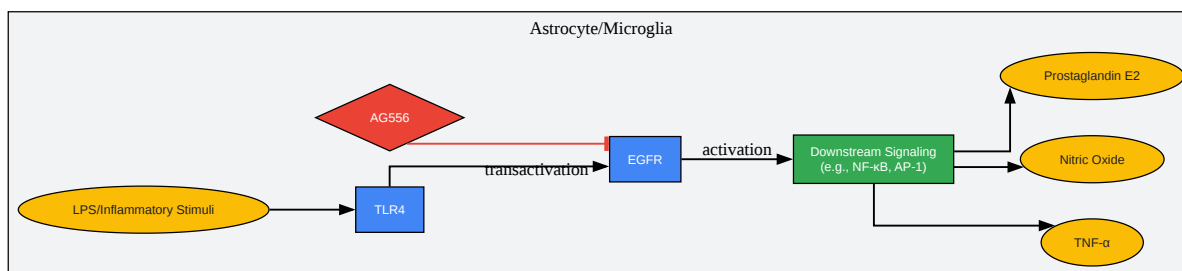 Astrocyte/Microglia
Prostaglandin E2
AG556
transactivation
EGFR
activation
Downstream Signaling
(e.g., NF-κB, AP-1)
Nitric Oxide
LPS/Inflammatory Stimuli
TLR4
TNF-α